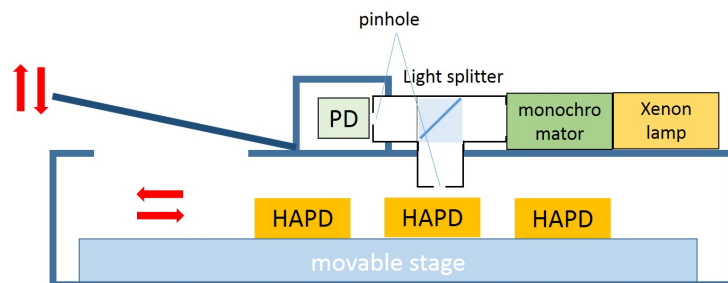 pinhole
Light splitter
PD
monochro
mator
Xenon
lamp
HAPD
HAPD
HAPD
movable stage